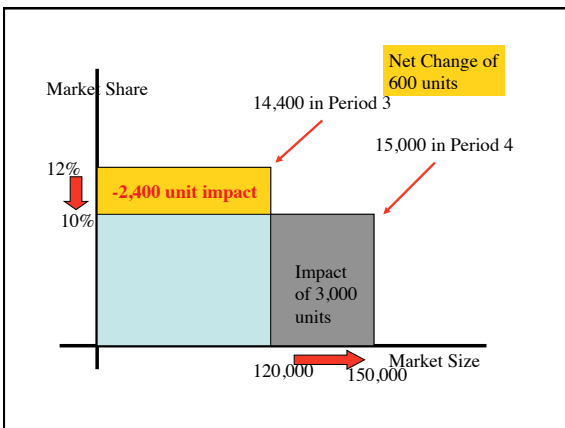 Net Change of
600 units
Market Share
14,400 in Period 3
15,000 in Period 4
12%
-2,400 unit impact
10%
Impact
of 3,000
units
Market Size
120,000
150,000